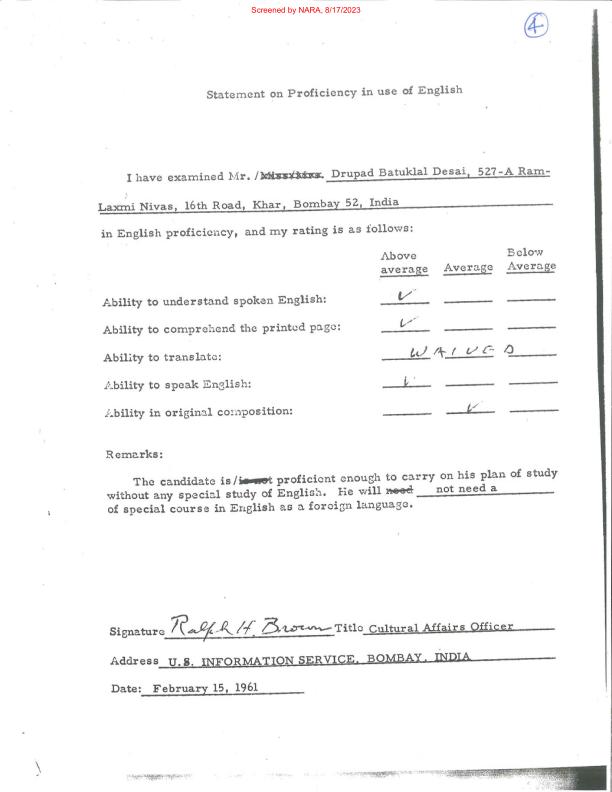 Screened by NARA, 8/17/2023
4
Statement on Proficiency in use of English
I have examined Mr. /Miss/Mrs. Drupad Batuklal Desai, 527-A Ram-
Laxmi Nivas, 16th Road, Khar, Bombay 52, India
in English proficiency, and my rating is as follows:
Above average Average Below Average
Ability to understand spoken English: ✓
Ability to comprehend the printed page: ✓
Ability to translate: WAIVED
Ability to speak English: ✓
Ability in original composition: ✓
Remarks:
The candidate is/is not proficient enough to carry on his plan of study
without any special study of English. He will need not need a
of special course in English as a foreign language.
Signature Ralph H. Brown Title Cultural Affairs Officer
Address U.S. INFORMATION SERVICE, BOMBAY, INDIA
Date: February 15, 1961